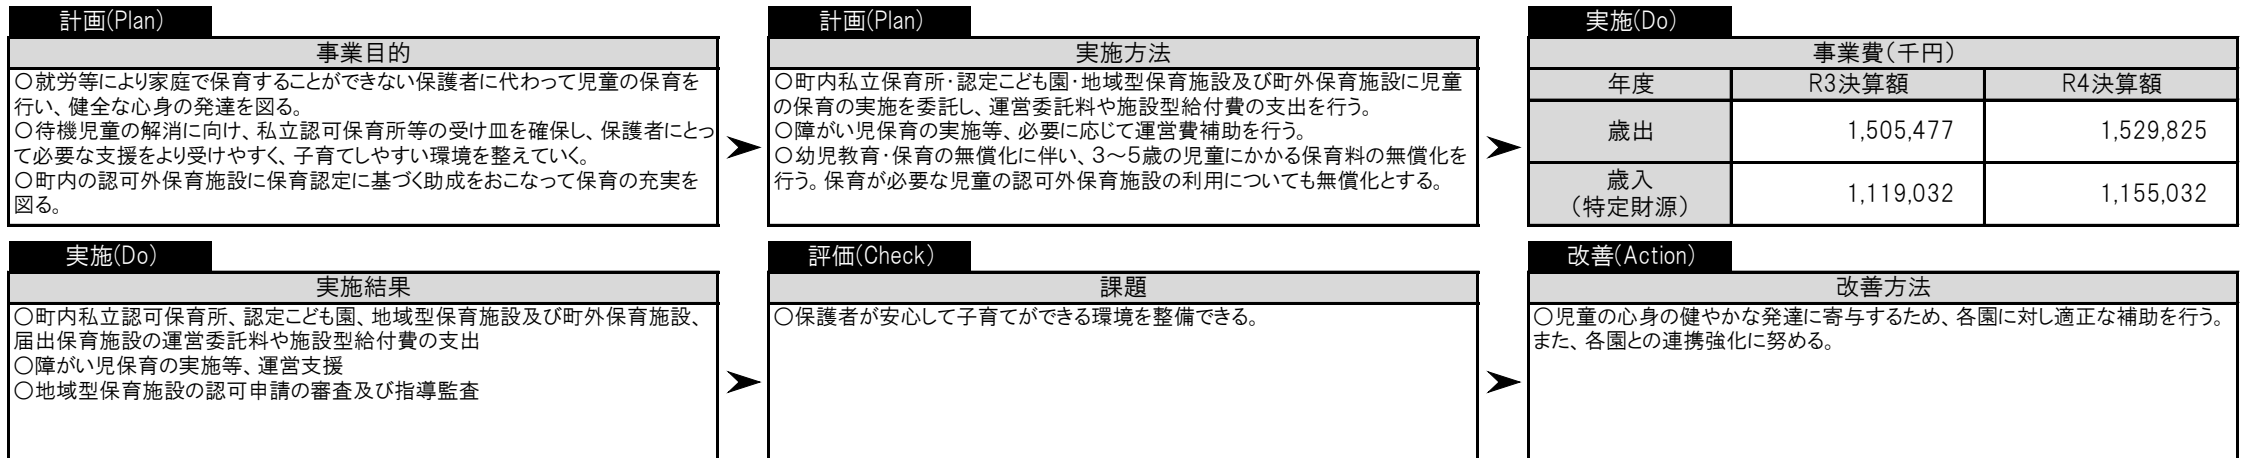 計画(Plan)
事業目的
〇就労等により家庭で保育することができない保護者に代わって児童の保育を
行い、健全な心身の発達を図る。
〇待機児童の解消に向け、私立認可保育所等の受け皿を確保し、保護者にとっ
て必要な支援をより受けやすく、子育てしやすい環境を整えていく。
〇町内の認可外保育施設に保育認定に基づく助成をおこなって保育の充実を
図る。
計画(Plan)
実施方法
〇町内私立保育所・認定こども園・地域型保育施設及び町外保育施設に児童
の保育の実施を委託し、運営委託料や施設型給付費の支出を行う。
〇障がい児保育の実施等、必要に応じて運営費補助を行う。
〇幼児教育・保育の無償化に伴い、3～5歳の児童にかかる保育料の無償化を
行う。保育が必要な児童の認可外保育施設の利用についても無償化とする。
実施(Do)
事業費(千円)
年度 R3決算額 R4決算額
歳出 1,505,477 1,529,825
歳入
(特定財源) 1,119,032 1,155,032
実施(Do)
実施結果
〇町内私立認可保育所、認定こども園、地域型保育施設及び町外保育施設、
届出保育施設の運営委託料や施設型給付費の支出
〇障がい児保育の実施等、運営支援
〇地域型保育施設の認可申請の審査及び指導監査
評価(Check)
課題
〇保護者が安心して子育てができる環境を整備できる。
改善(Action)
改善方法
〇児童の心身の健やかな発達に寄与するため、各園に対し適正な補助を行う。
また、各園との連携強化に努める。